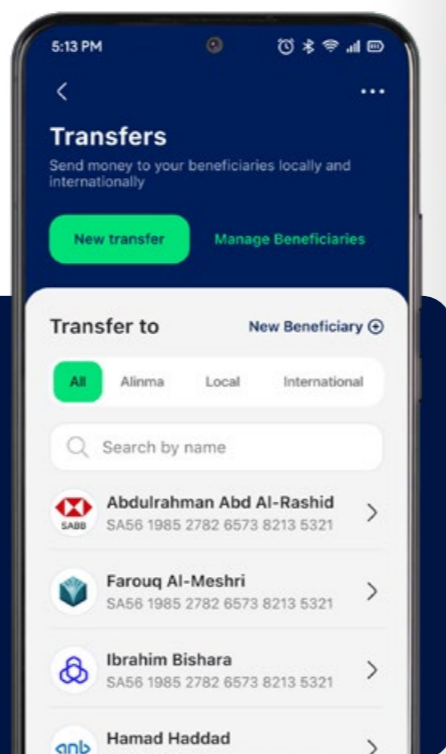 5:13 PM
Transfers
Send money to your beneficiaries locally and
internationally
New transfer
Manage Beneficiaries
Transfer to
New Beneficiary
All
Alinma
Local
International
Search by name
SABB
Abdulrahman Abd Al-Rashid
SA56 1985 2782 6573 8213 5321
Farouq Al-Meshri
SA56 1985 2782 6573 8213 5321
Ibrahim Bishara
SA56 1985 2782 6573 8213 5321
anb
Hamad Haddad